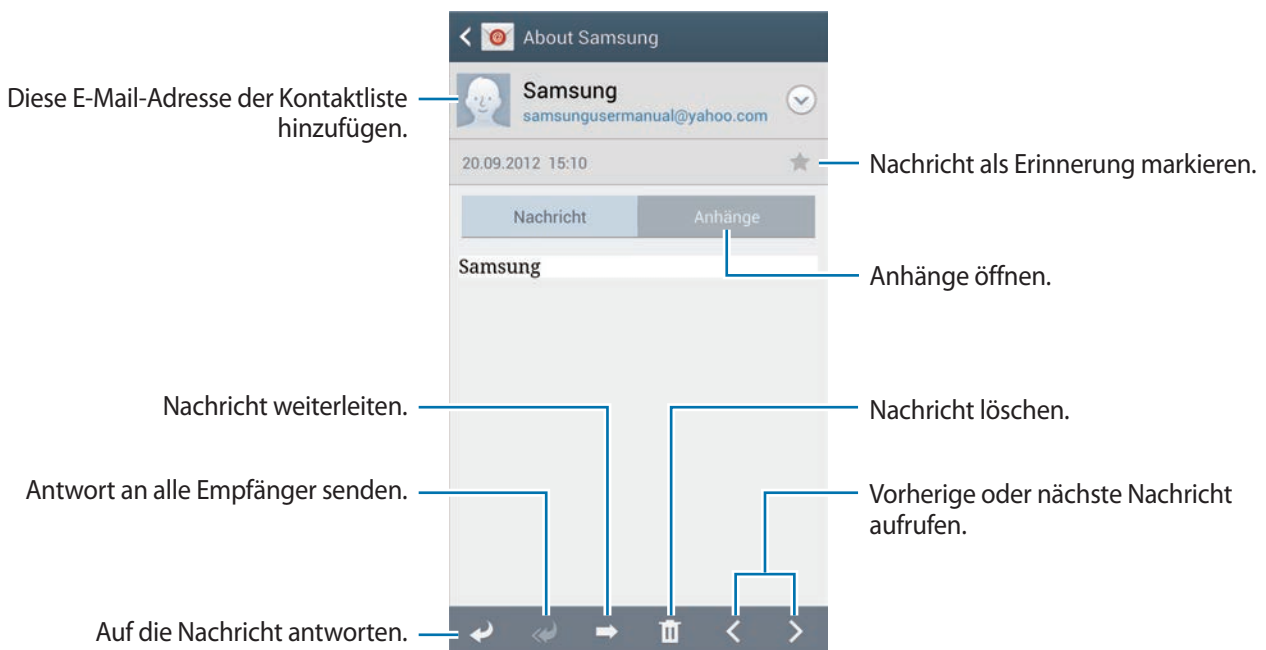 About Samsung
Diese E-Mail-Adresse der Kontaktliste
hinzufügen.
Samsung
samsungusermanual@yahoo.com
20.09.2012 15:10
Nachricht als Erinnerung markieren.
Nachricht
Anhänge
Samsung
Anhänge öffnen.
Nachricht weiterleiten.
Nachricht löschen.
Antwort an alle Empfänger senden.
Vorherige oder nächste Nachricht
aufrufen.
Auf die Nachricht antworten.